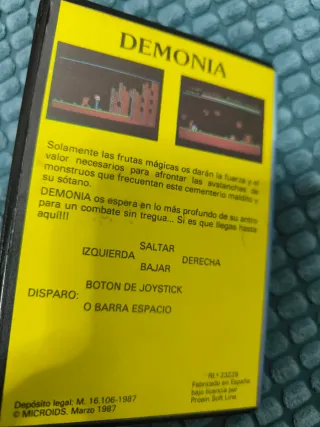 DEMONIA
Solamente las frutas mágicas os darán la fuerza y el
valor necesarios para afrontar las avalanches de
monstruos que frecuentan este cementerio maldito y
su sótano.
DEMONIA os espera en lo más profundo de su antro
para un combate sin tregua... Si es que llegas hasta
aquí!!!
SALTAR
IZQUIERDA DERECHA
BAJAR
DISPARO: BOTON DE JOYSTICK
O BARRA ESPACIO
Depósito legal: M. 16.106-1987
© MICROIDS. Marzo 1987
Fabricado en España
bajo licencia por
Proein Soft Line